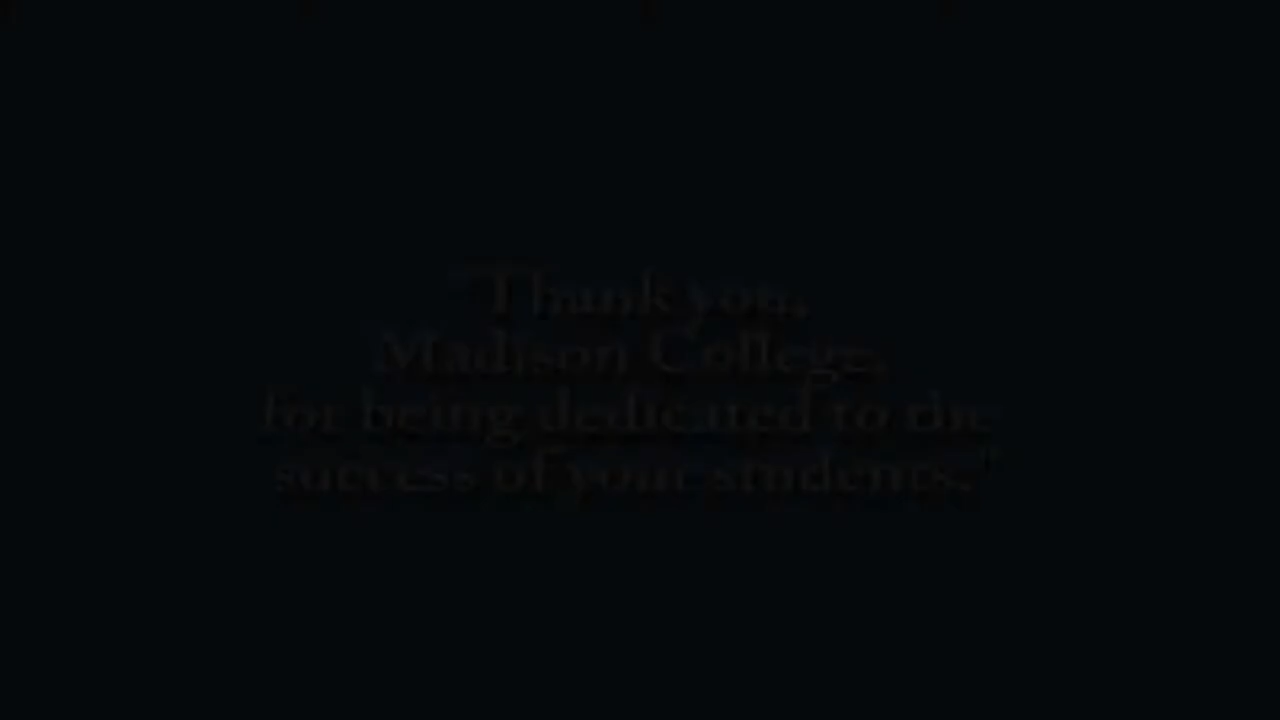 "Thank you,
Madison College,
for being dedicated to the
success of your students."